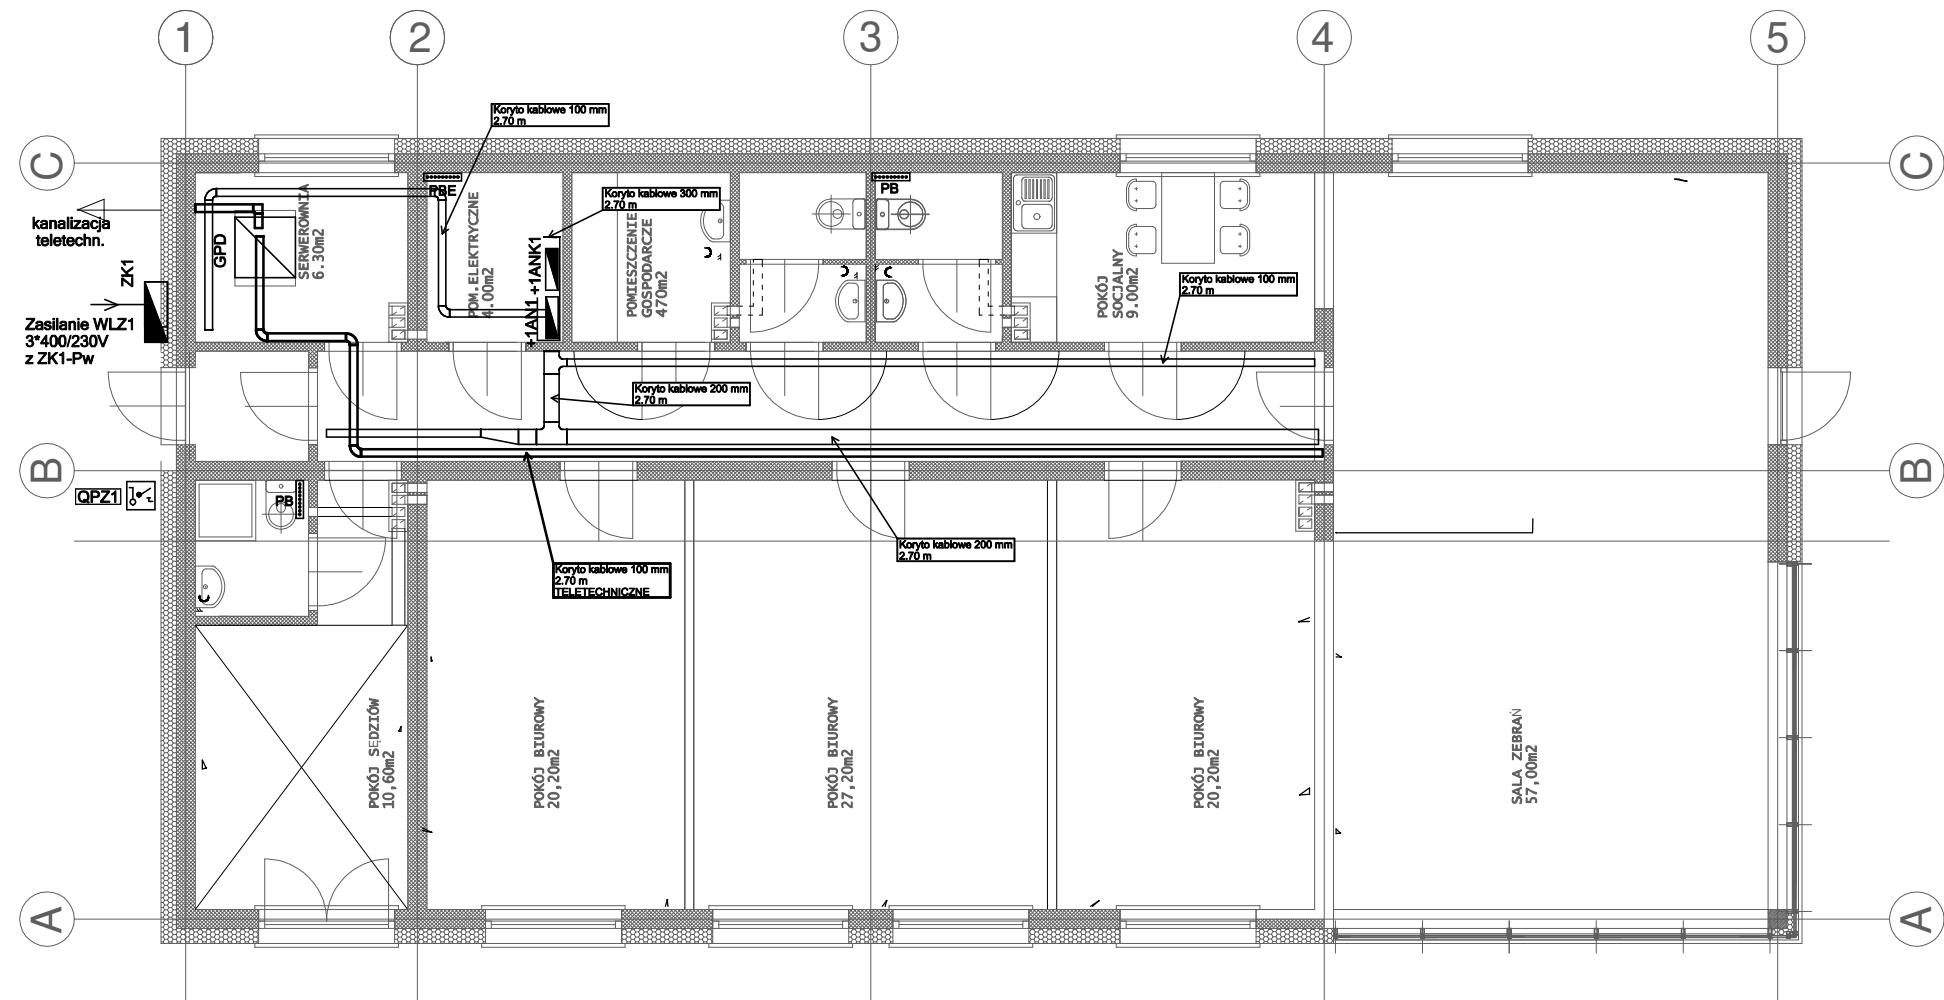 1
2
3
4
5
Koryto kablowe 100 mm
2.70 m
C
C
PBE
PB
Koryto kablowe 300 mm
2.70 m
kanalizacja
teletechn.
GPD
SERWEROWNIA
6.30m2
POM.ELEKTRYCZNE
4.00m2
+1AN1 +1ANK1
POMIESZCZENIE
GOSPODARCZE
470m2
POKÓJ
SOCJALNY
9.00m2
Koryto kablowe 100 mm
2.70 m
ZK1
Zasilanie WLZ1
3*400/230V
z ZK1-Pw
Koryto kablowe 200 mm
2.70 m
B
B
QPZ1
PB
Koryto kablowe 200 mm
2.70 m
Koryto kablowe 100 mm
2.70 m
TELETECHNICZNE
POKÓJ SĘDZIÓW
10,60m2
POKÓJ BIUROWY
20,20m2
POKÓJ BIUROWY
27,20m2
POKÓJ BIUROWY
20,20m2
SALA ZEBRAŃ
57,00m2
A
A